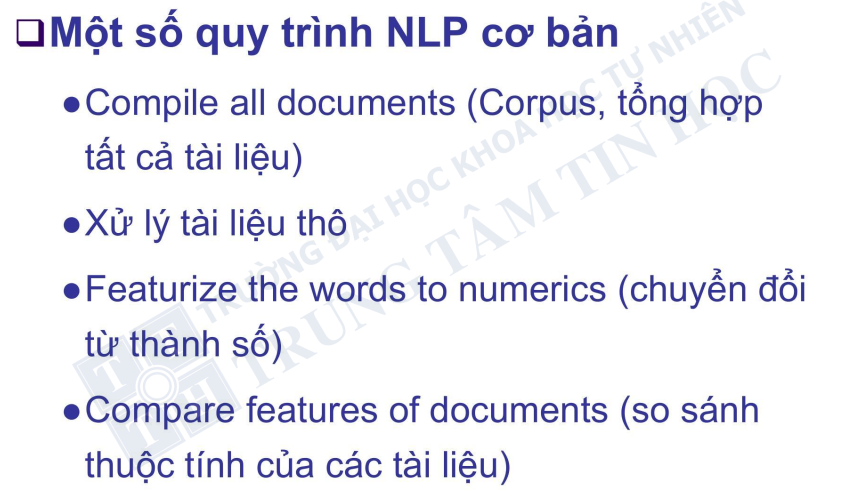 ❑Một số quy trình NLP cơ bản
●Compile all documents (Corpus, tổng hợp
tất cả tài liệu)
●Xử lý tài liệu thô
●Featurize the words to numerics (chuyển đổi
từ thành số)
●Compare features of documents (so sánh
thuộc tính của các tài liệu)
TRƯỜNG ĐẠI HỌC KHOA HỌC TỰ NHIÊN
TRUNG TÂM TIN HỌC